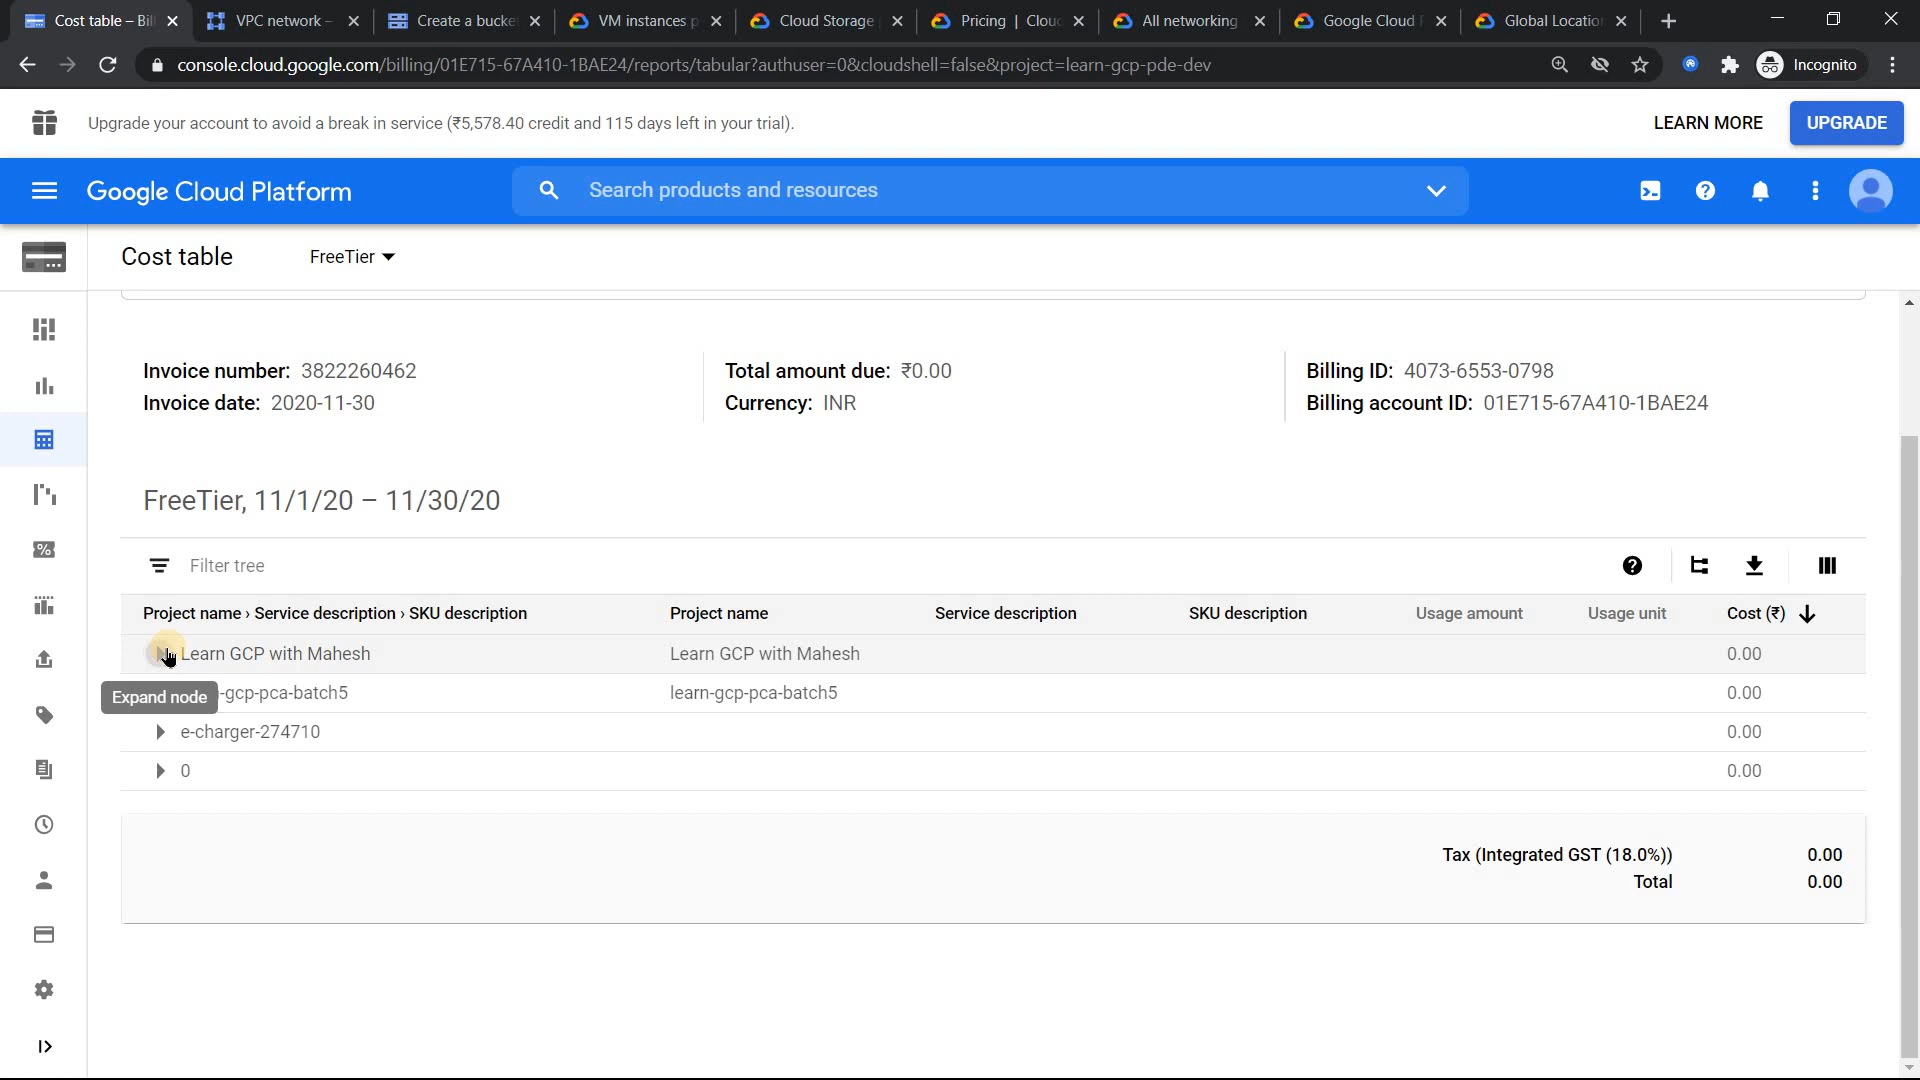 Cost table – Bil
VPC network –
Create a bucke
VM instances p
Cloud Storage
Pricing | Clou
All networking
Google Cloud
Global Locatio
console.cloud.google.com/billing/01E715-67A410-1BAE24/reports/tabular?authuser=0&cloudshell=false&project=learn-gcp-pde-dev
Incognito
Upgrade your account to avoid a break in service (₹5,578.40 credit and 115 days left in your trial).
LEARN MORE
UPGRADE
Google Cloud Platform
Search products and resources
Cost table
FreeTier
Invoice number: 3822260462
Total amount due: ₹0.00
Billing ID: 4073-6553-0798
Invoice date: 2020-11-30
Currency: INR
Billing account ID: 01E715-67A410-1BAE24
FreeTier, 11/1/20 – 11/30/20
Filter tree
Project name › Service description › SKU description
Project name
Service description
SKU description
Usage amount
Usage unit
Cost (₹)
Learn GCP with Mahesh
Learn GCP with Mahesh
0.00
Expand node
-gcp-pca-batch5
learn-gcp-pca-batch5
0.00
e-charger-274710
0.00
0
0.00
Tax (Integrated GST (18.0%))
0.00
Total
0.00